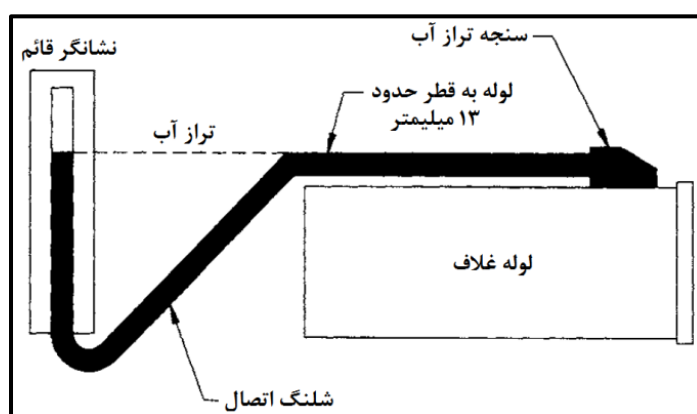 نشانگر قائم
سنجه تراز آب
لوله به قطر حدود
۱۳ میلیمتر
تراز آب
لوله غلاف
شلنگ اتصال